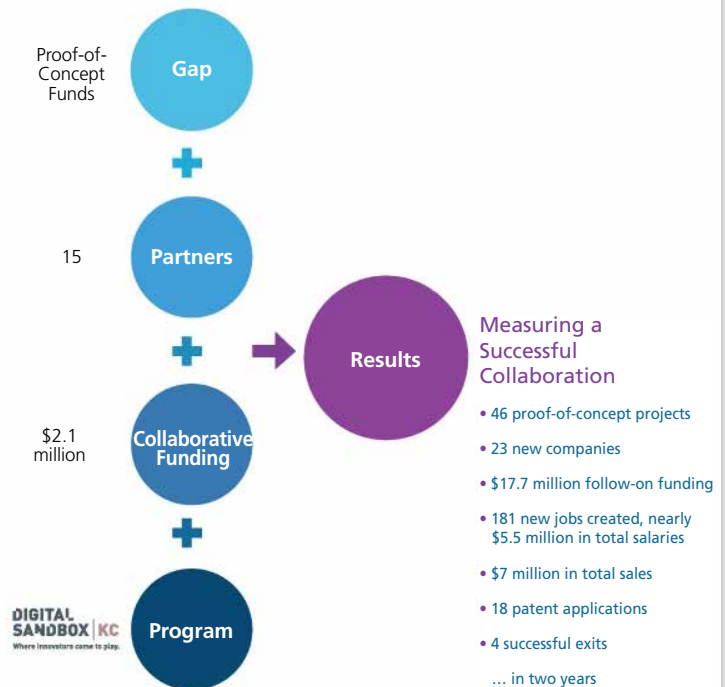 Proof-of-
Concept
Funds
Gap
15
Partners
$2.1
million
Collaborative
Funding
DIGITAL
SANDBOX | KC
Where innovators come to play.
Program
Results
Measuring a
Successful
Collaboration
• 46 proof-of-concept projects
• 23 new companies
• $17.7 million follow-on funding
• 181 new jobs created, nearly
$5.5 million in total salaries
• $7 million in total sales
• 18 patent applications
• 4 successful exits
… in two years